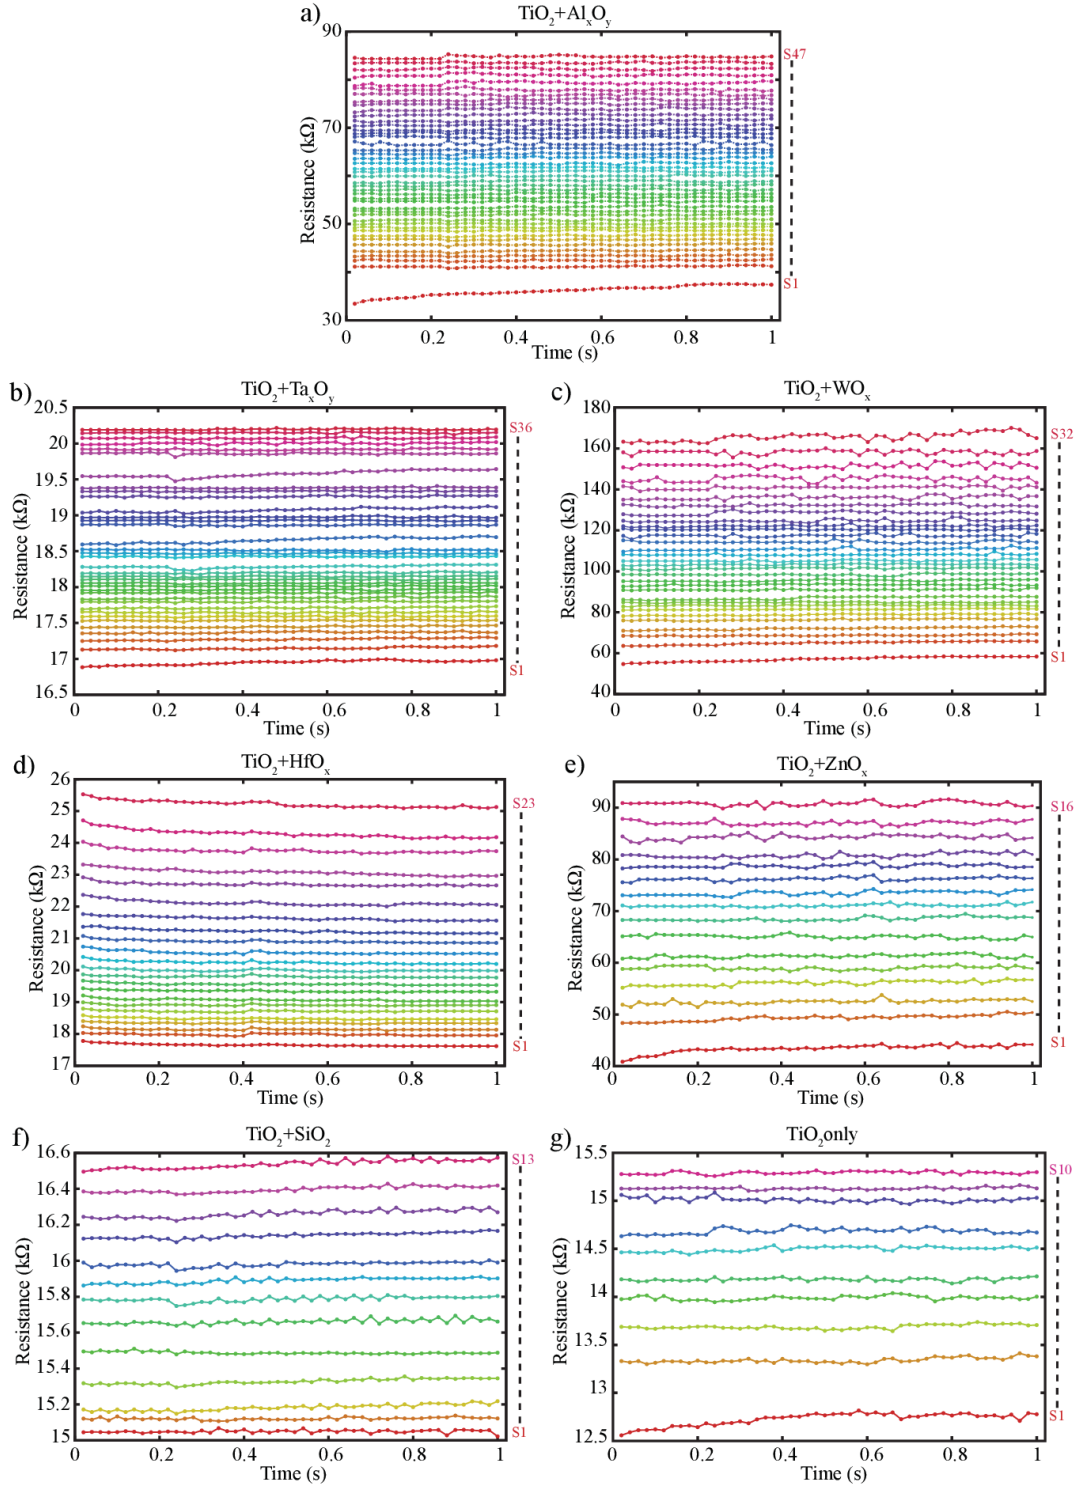 a) TiO2+AlxOy
90
70
50
30
Resistance (kΩ)
0 0.2 0.4 0.6 0.8 1
Time (s)
S47
S1
b) TiO2+TaxOy
20.5
20
19.5
19
18.5
18
17.5
17
16.5
Resistance (kΩ)
0 0.2 0.4 0.6 0.8 1
Time (s)
S36
S1
c) TiO2+WOx
180
160
140
120
100
80
60
40
Resistance (kΩ)
0 0.2 0.4 0.6 0.8 1
Time (s)
S32
S1
d) TiO2+HfOx
26
25
24
23
22
21
20
19
18
17
Resistance (kΩ)
0 0.2 0.4 0.6 0.8 1
Time (s)
S23
S1
e) TiO2+ZnOx
90
80
70
60
50
40
Resistance (kΩ)
0 0.2 0.4 0.6 0.8 1
Time (s)
S16
S1
f) TiO2+SiO2
16.6
16.4
16.2
16
15.8
15.6
15.4
15.2
15
Resistance (kΩ)
0 0.2 0.4 0.6 0.8 1
Time (s)
S13
S1
g) TiO2only
15.5
15
14.5
14
13.5
13
12.5
Resistance (kΩ)
0 0.2 0.4 0.6 0.8 1
Time (s)
S10
S1